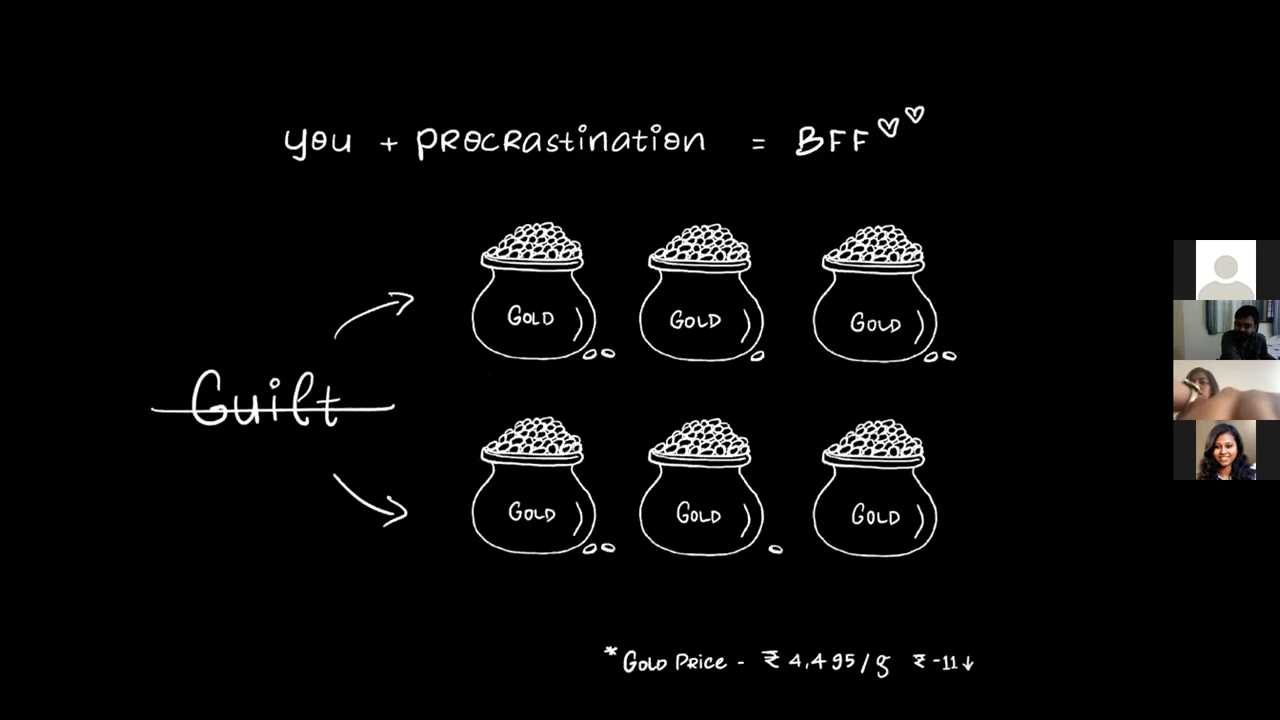 you + procrastination = BFF
GOLD GOLD GOLD
Guilt
GOLD GOLD GOLD
*GOLD PRICE - ₹ 4,495/g ₹ -11↓